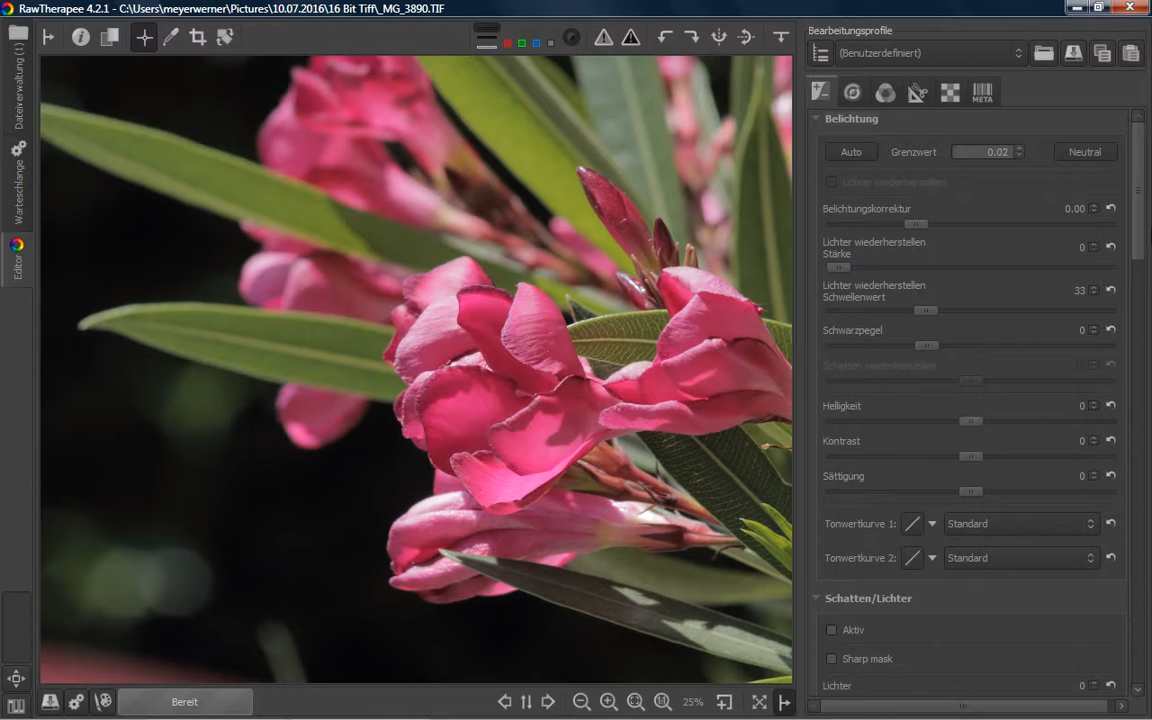 RawTherapee 4.2.1 - C:\Users\meyerwerner\Pictures\10.07.2016\16 Bit Tiff\_MG_3890.TIF
Dateiverwaltung (1)
Warteschlange
Editor
Bearbeitungsprofile
(Benutzerdefiniert)
META
Belichtung
Auto
Grenzwert
0.02
Neutral
Lichter wiederherstellen
Belichtungskorrektur
0.00
Lichter wiederherstellen
Stärke
0
Lichter wiederherstellen
Schwellenwert
33
Schwarzpegel
0
Schatten wiederherstellen
Helligkeit
0
Kontrast
0
Sättigung
0
Tonwertkurve 1:
Standard
Tonwertkurve 2:
Standard
Schatten/Lichter
Aktiv
Sharp mask
Lichter
0
Bereit
25%